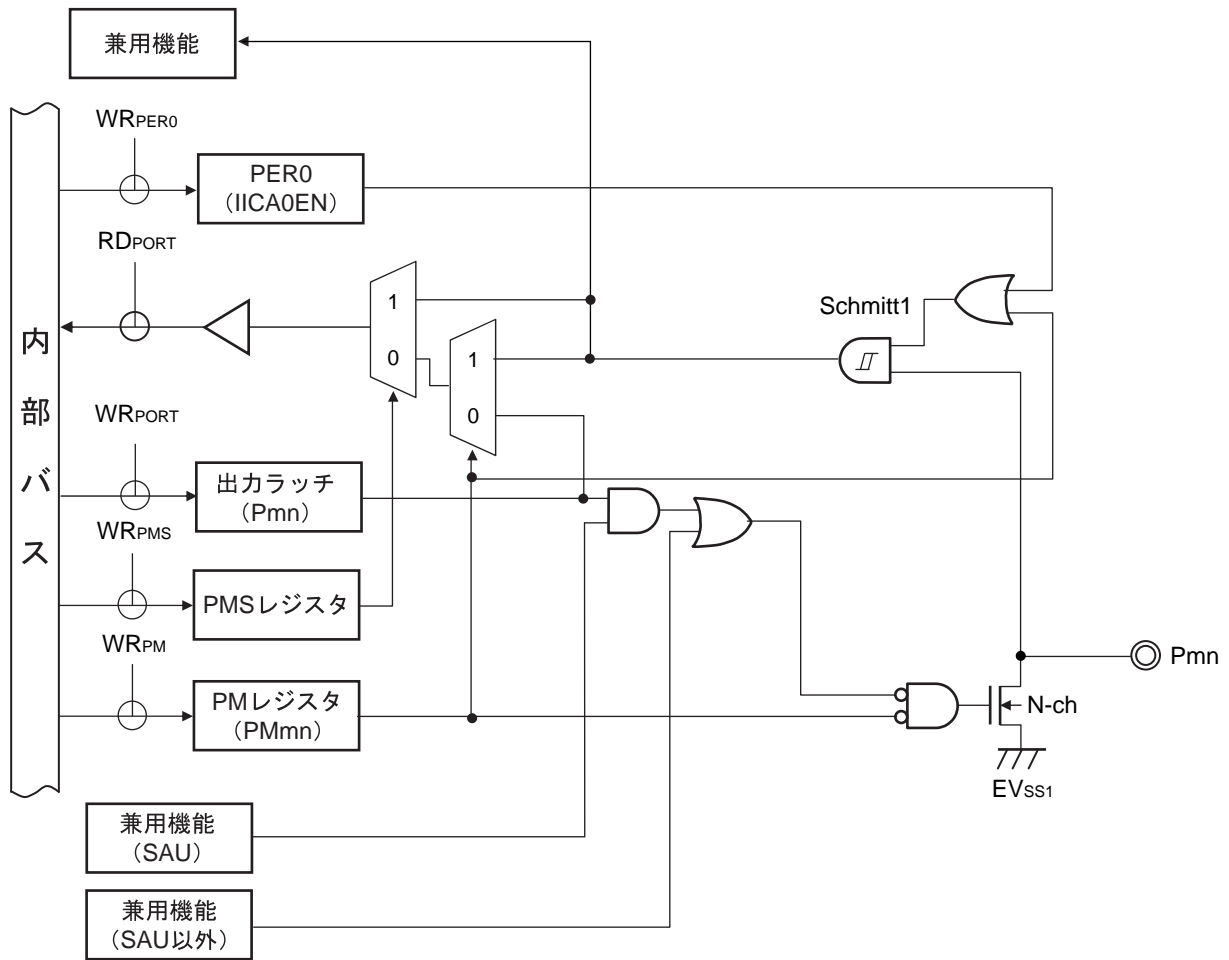 兼用機能
WRPER0
PER0
（IICA0EN）
RDPORT
Schmitt1
1
0
1
0
内部バス
WRPORT
出力ラッチ
（Pmn）
WRPMS
PMSレジスタ
WRPM
PMレジスタ
（PMmn）
Pmn
N-ch
EVSS1
兼用機能
（SAU）
兼用機能
（SAU以外）